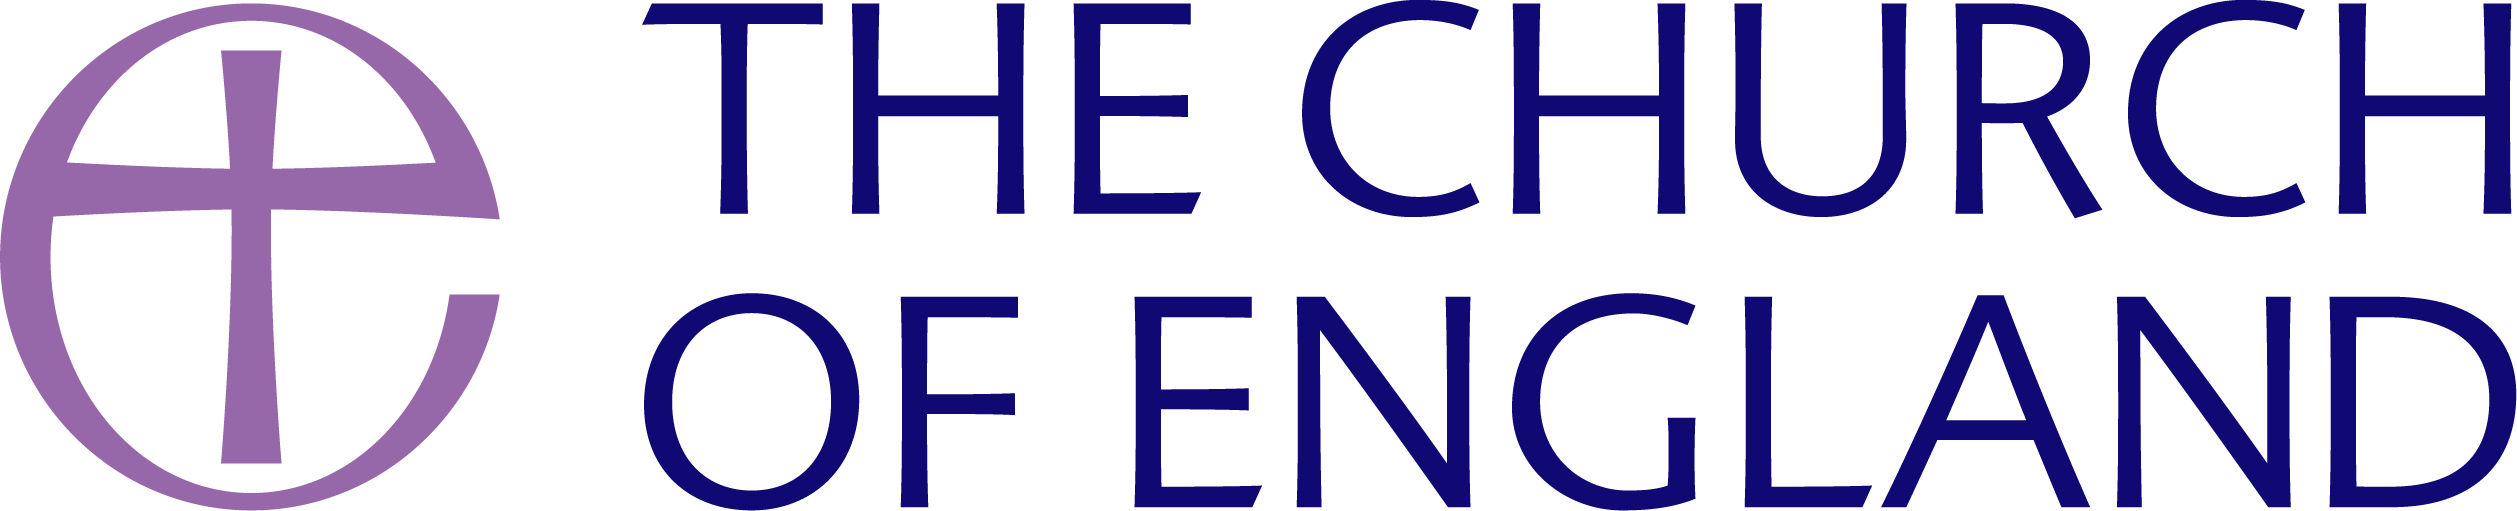 THE CHURCH
OF ENGLAND